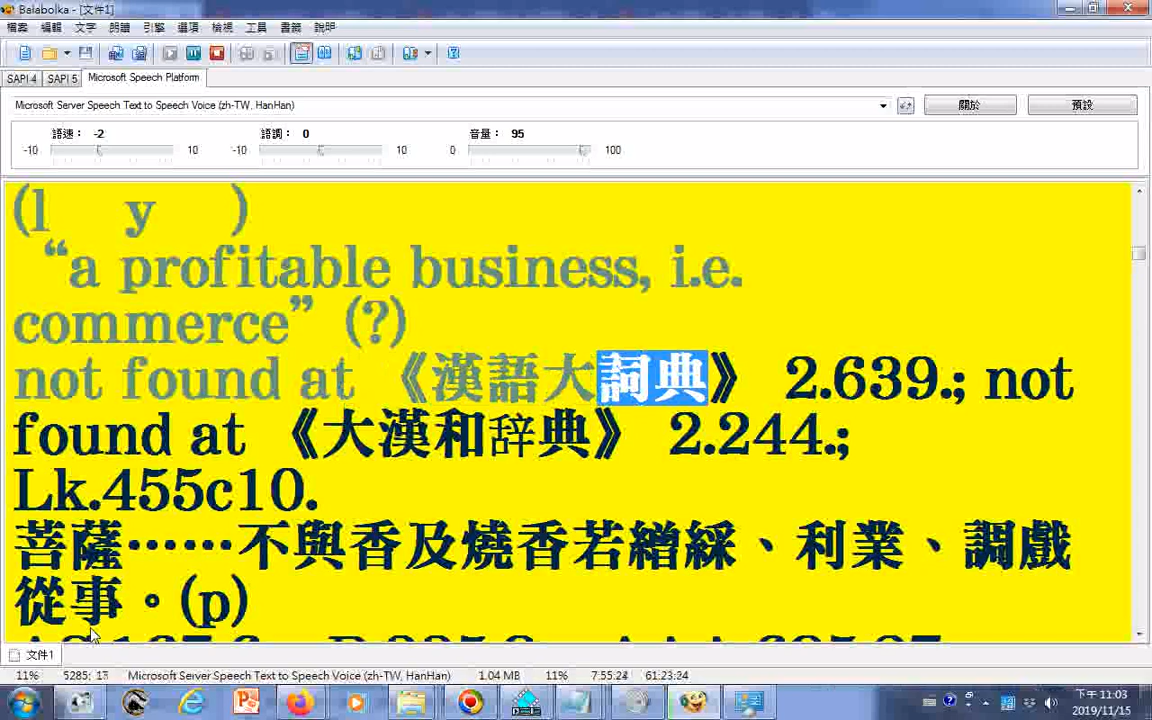 Balabolka - [文件1]
檔案 編輯 文字 朗讀 引擎 選項 檢視 工具 書籤 說明
SAPI 4 SAPI 5 Microsoft Speech Platform
Microsoft Server Speech Text to Speech Voice (zh-TW, HanHan) 關於 預設
語速： -2 語調： 0 音量： 95
-10 10 -10 10 0 100
(l y )
“a profitable business, i.e.
commerce” (?)
not found at 《漢語大詞典》 2.639.; not
found at 《大漢和辞典》 2.244.;
Lk.455c10.
菩薩……不與香及燒香若繒綵、利業、調戲
從事。(p)
文件1
11% 5285; 17 Microsoft Server Speech Text to Speech Voice (zh-TW, HanHan) 1.04 MB 11% 7:55:24 61:23:24
下午 11:03
2019/11/15